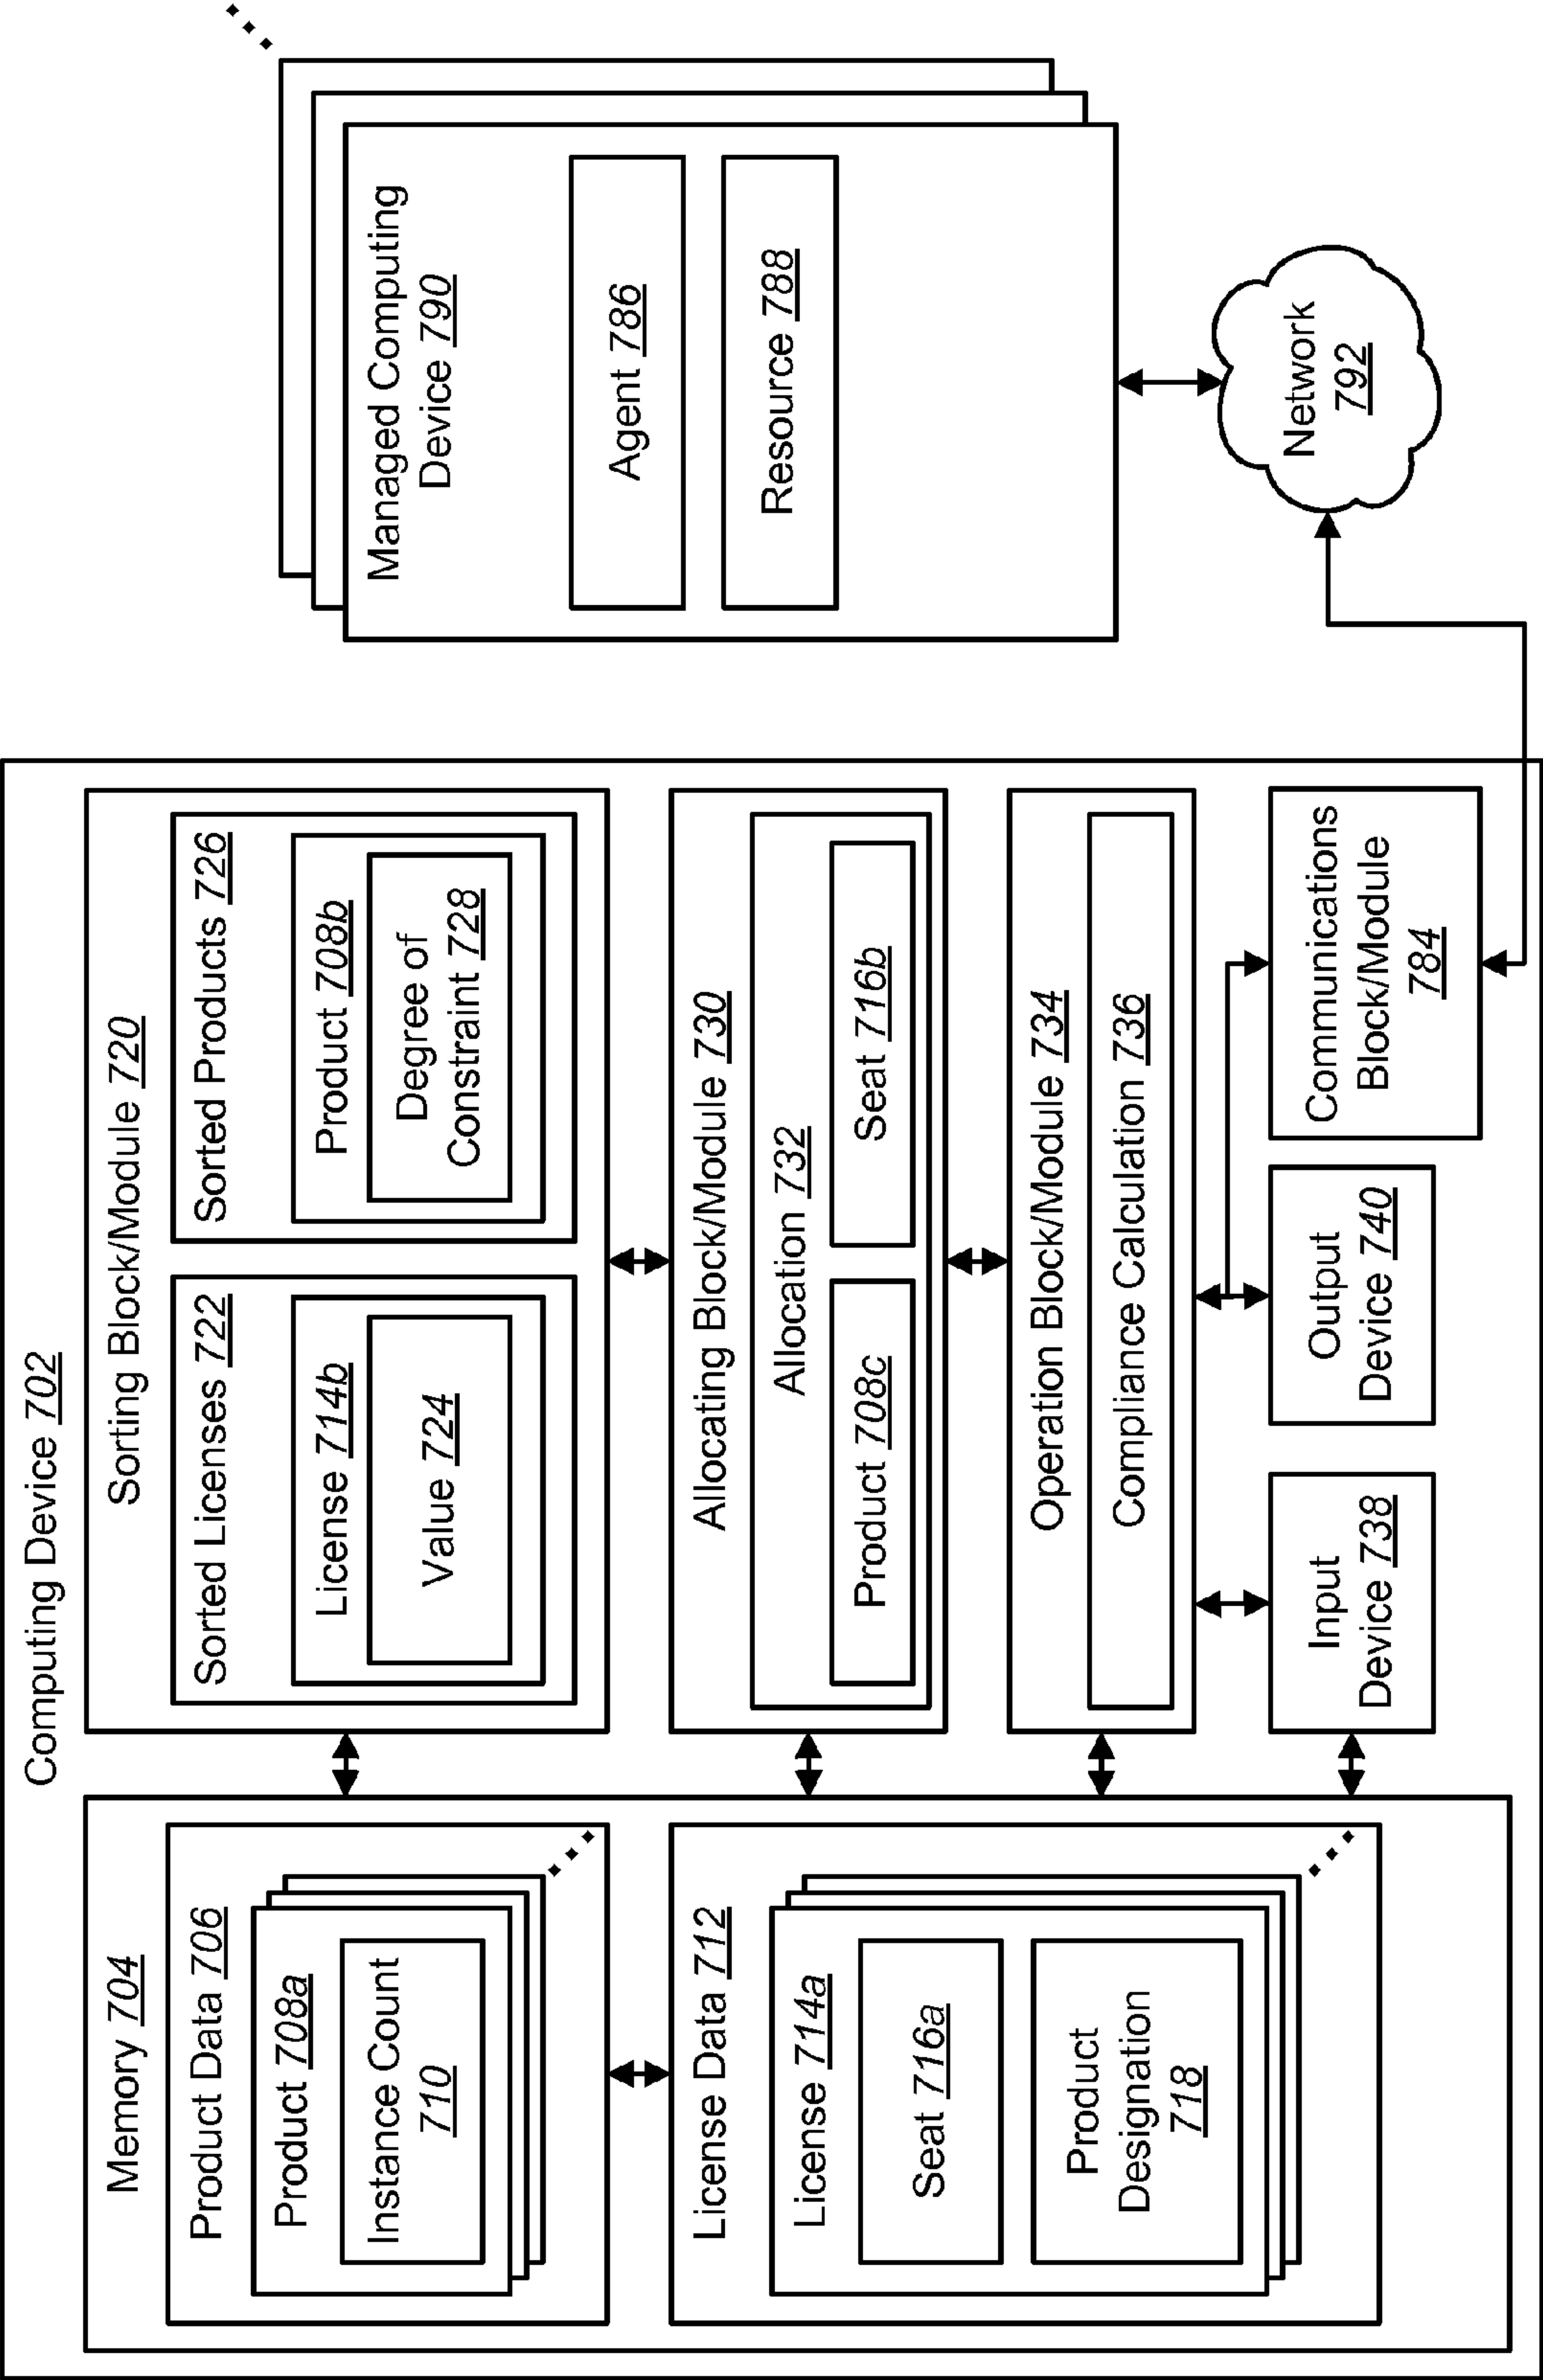 Computing Device 702
Memory 704
Product Data 706
Product 708a
Instance Count
710
License Data 712
License 714a
Seat 716a
Product
Designation
718
Sorting Block/Module 720
Sorted Licenses 722
License 714b
Value 724
Sorted Products 726
Product 708b
Degree of
Constraint 728
Allocating Block/Module 730
Allocation 732
Product 708c
Seat 716b
Operation Block/Module 734
Compliance Calculation 736
Input
Device 738
Output
Device 740
Communications
Block/Module
784
Managed Computing
Device 790
Agent 786
Resource 788
Network
792